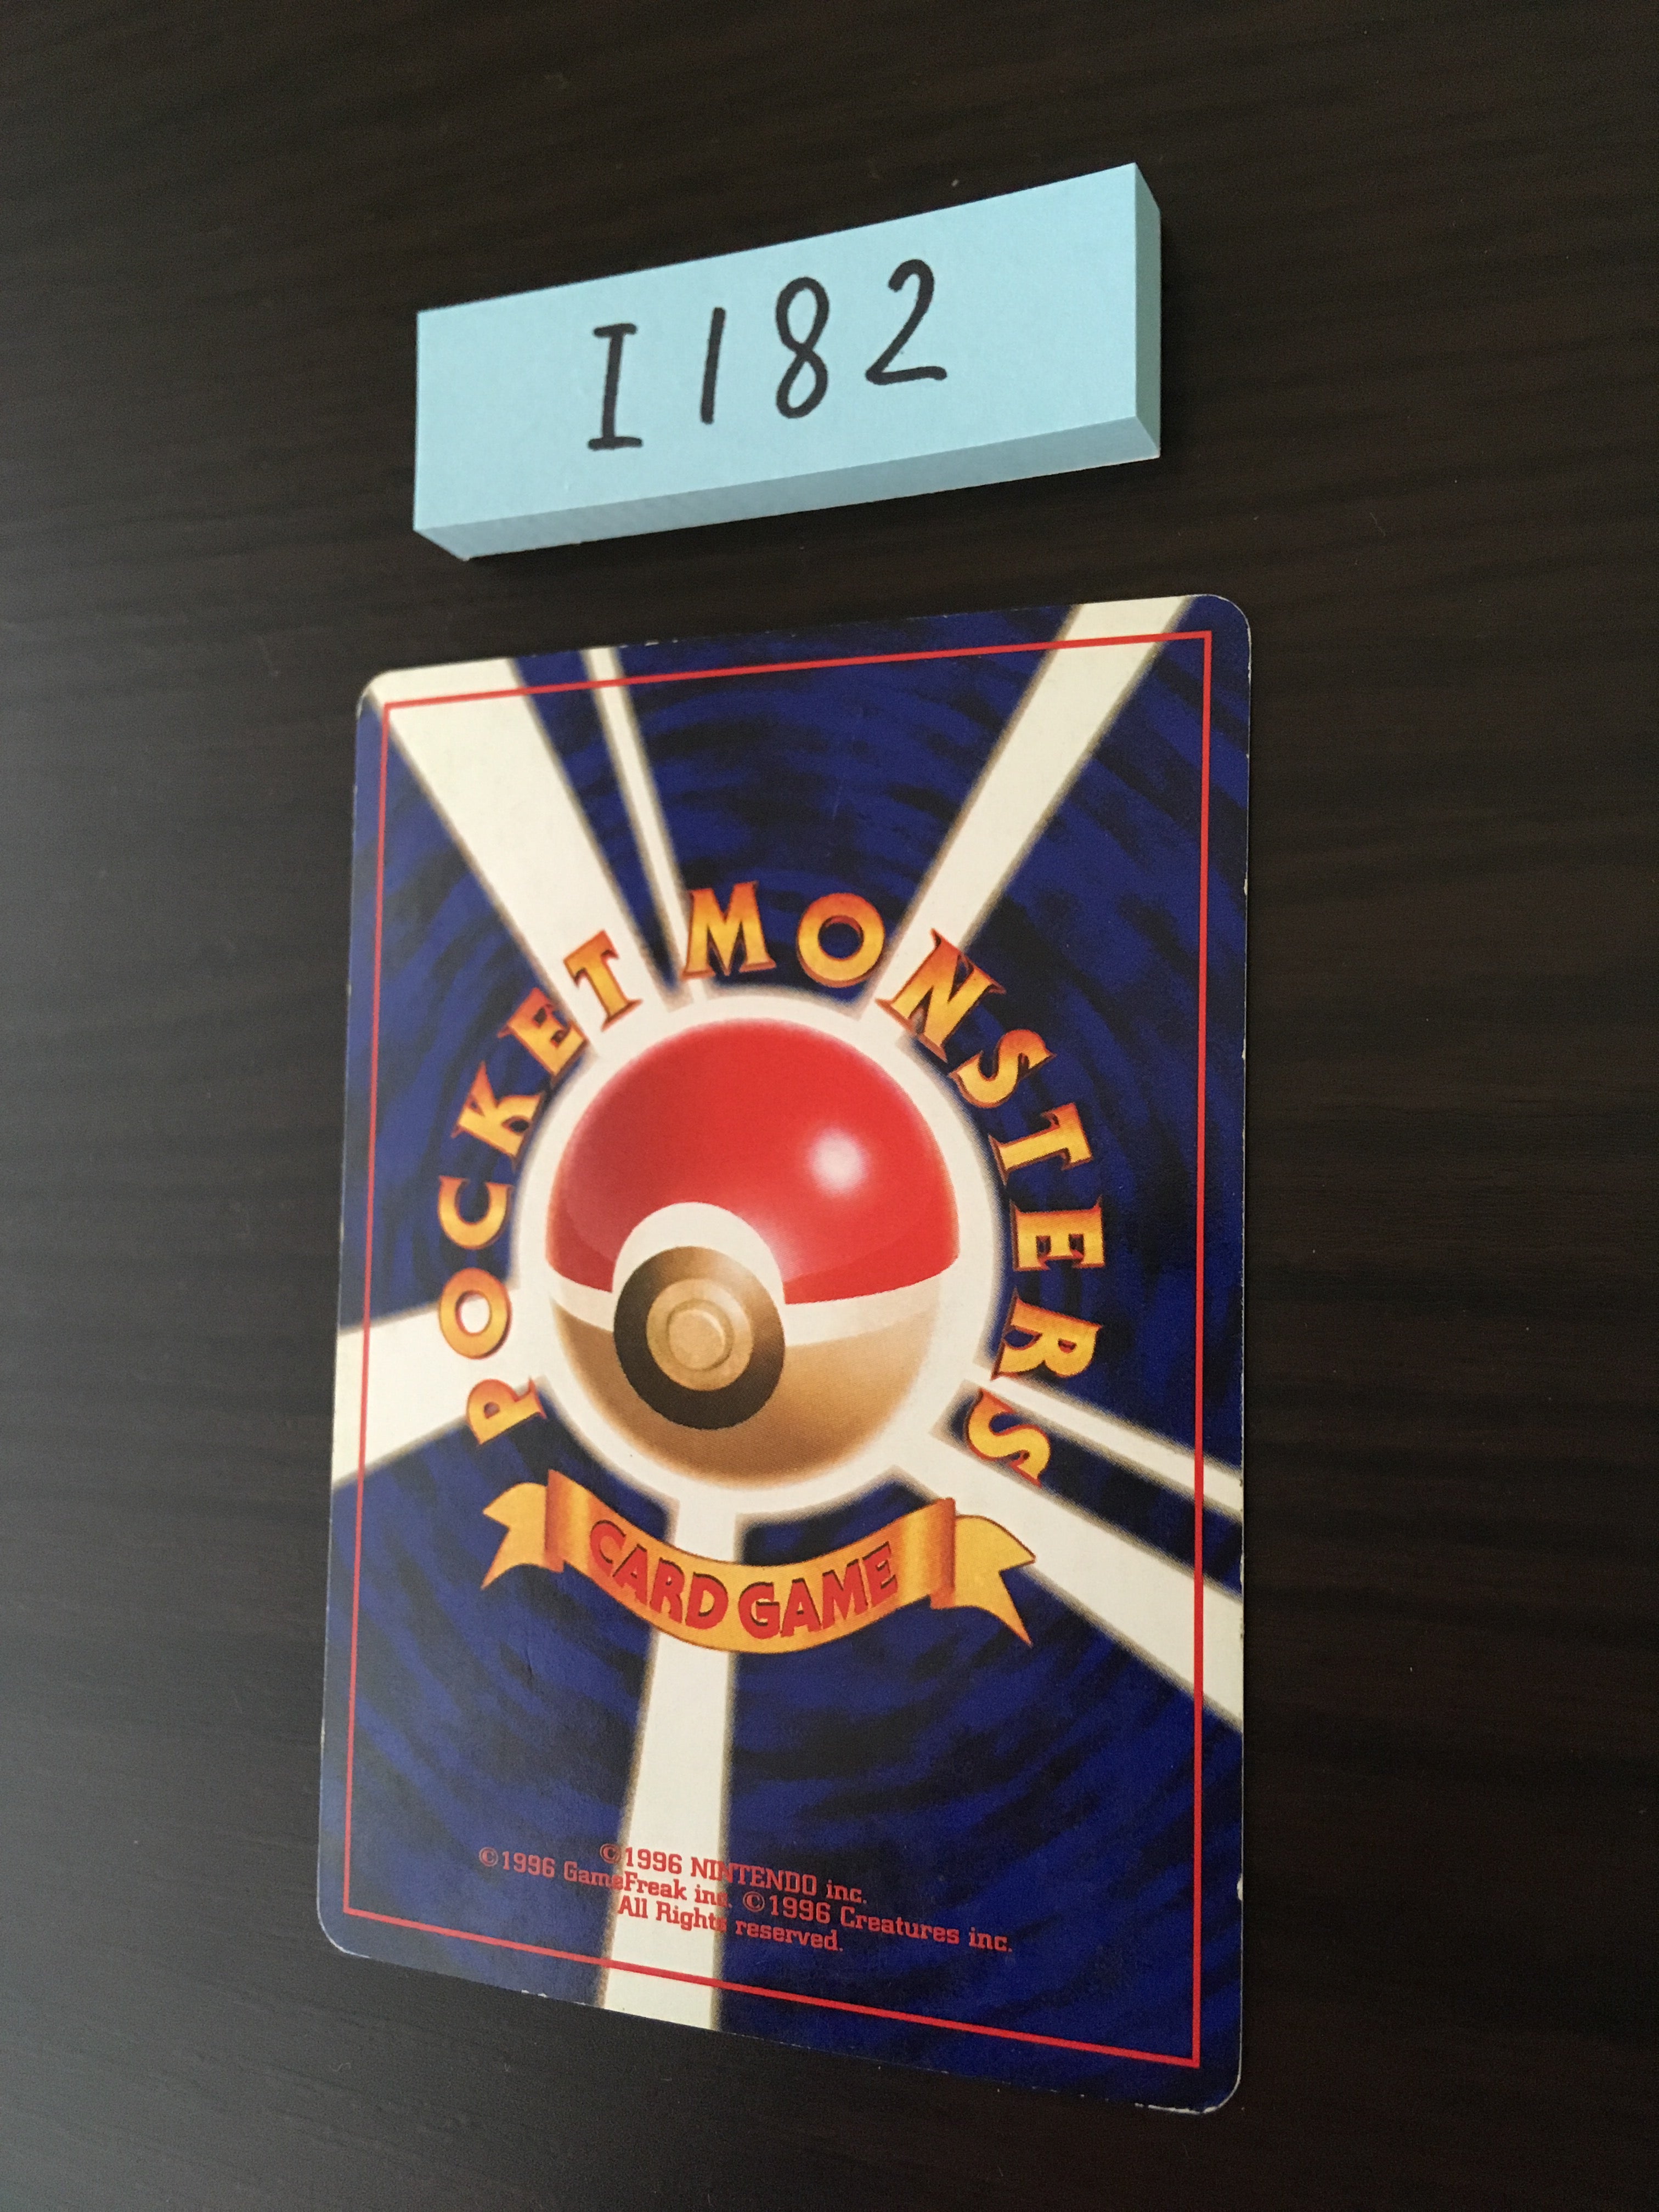 I182
POCKET MONSTERS
CARD GAME
©1996 NINTENDO inc.
©1996 GameFreak inc. ©1996 Creatures inc.
All Rights reserved.